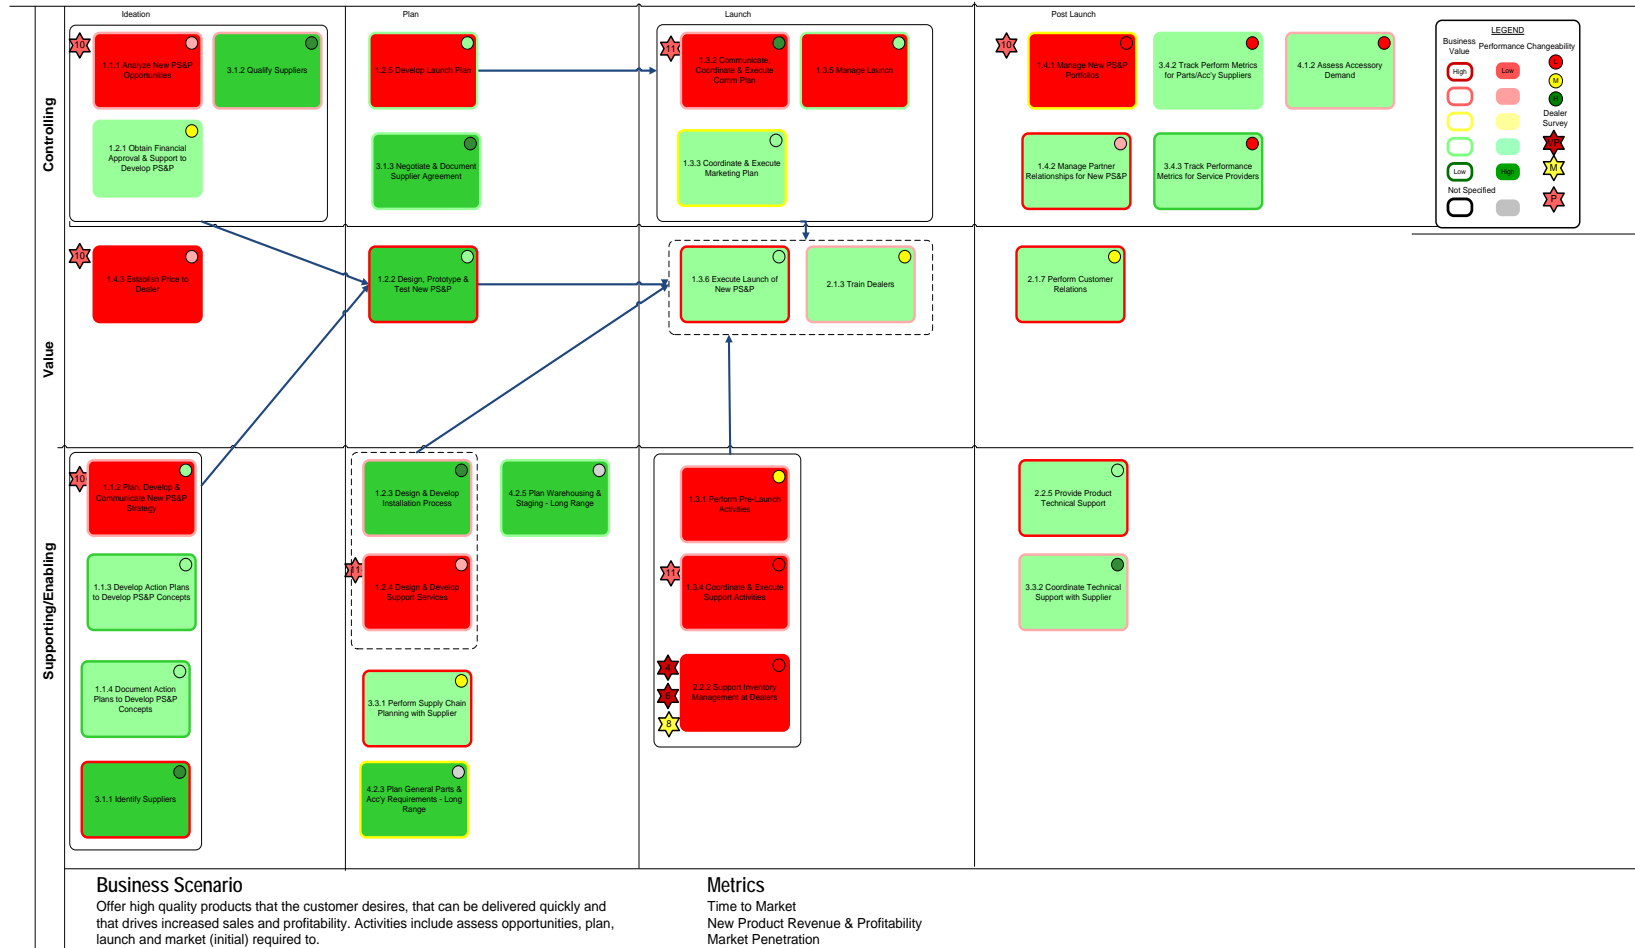 Ideation
Plan
Launch
Post Launch
Controlling
10
1.1.1 Analyze New PS&P
Opportunities
3.1.2 Qualify Suppliers
1.2.1 Obtain Financial
Approval & Support to
Develop PS&P
1.2.5 Develop Launch Plan
3.1.3 Negotiate & Document
Supplier Agreement
11
1.3.2 Communicate,
Coordinate & Execute
Comm Plan
1.3.5 Manage Launch
1.3.3 Coordinate & Execute
Marketing Plan
10
1.4.1 Manage New PS&P
Portfolios
3.4.2 Track Perform Metrics
for Parts/Acc'y Suppliers
4.1.2 Assess Accessory
Demand
1.4.2 Manage Partner
Relationships for New PS&P
3.4.3 Track Performance
Metrics for Service Providers
LEGEND
Business
Value
Performance
Changeability
High
Low
L
M
H
Dealer
Survey
VH
M
Low
High
Not Specified
P
Value
10
1.4.3 Establish Price to
Dealer
1.2.2 Design, Prototype &
Test New PS&P
1.3.6 Execute Launch of
New PS&P
2.1.3 Train Dealers
2.1.7 Perform Customer
Relations
Supporting/Enabling
10
1.1.2 Plan, Develop &
Communicate New PS&P
Strategy
1.1.3 Develop Action Plans
to Develop PS&P Concepts
1.1.4 Document Action
Plans to Develop PS&P
Concepts
3.1.1 Identify Suppliers
1.2.3 Design & Develop
Installation Process
4.2.5 Plan Warehousing &
Staging - Long Range
11
1.2.4 Design & Develop
Support Services
3.3.1 Perform Supply Chain
Planning with Supplier
4.2.3 Plan General Parts &
Acc'y Requirements - Long
Range
1.3.1 Perform Pre-Launch
Activities
11
1.3.4 Coordinate & Execute
Support Activities
4
6
8
2.2.2 Support Inventory
Management at Dealers
2.2.5 Provide Product
Technical Support
3.3.2 Coordinate Technical
Support with Supplier
Business Scenario
Offer high quality products that the customer desires, that can be delivered quickly and
that drives increased sales and profitability. Activities include assess opportunities, plan,
launch and market (initial) required to.
Metrics
Time to Market
New Product Revenue & Profitability
Market Penetration